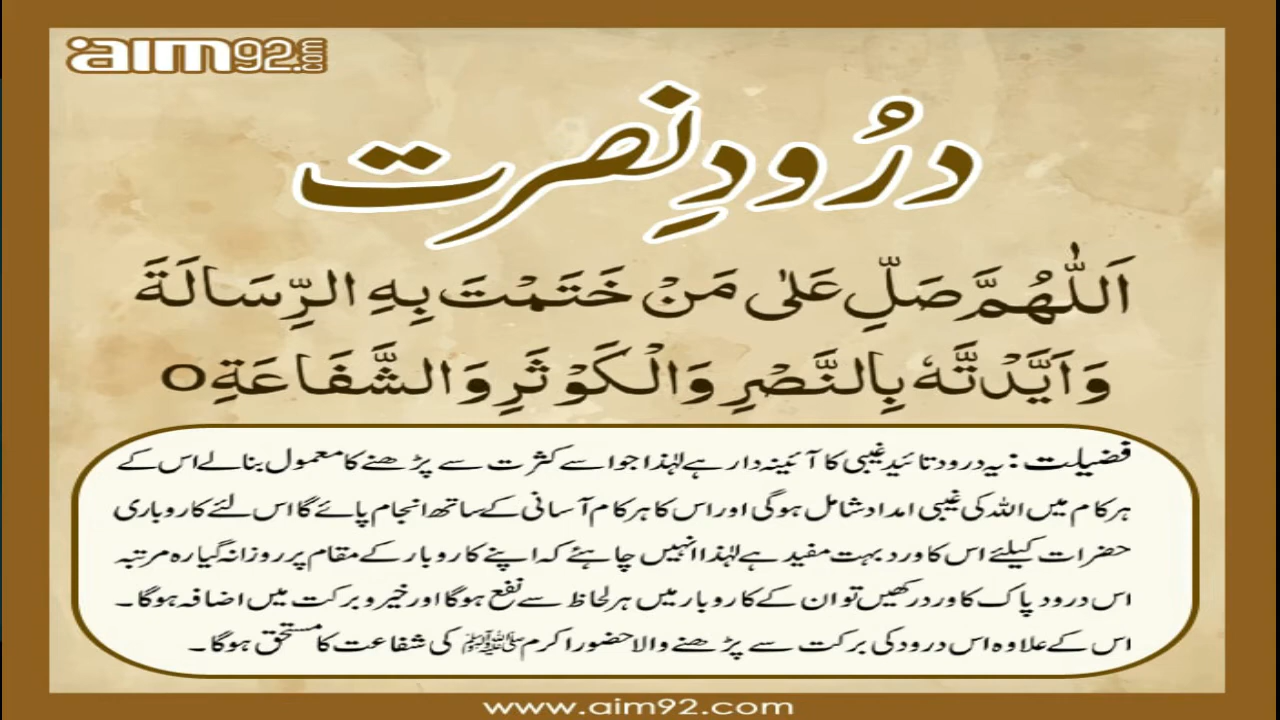 aim92.com
درُودِ نصرت
اَللّٰهُمَّ صَلِّ عَلٰى مَنْ خَتَمْتَ بِهِ الرِّسَالَةَ
وَاَيَّدْتَّهٗ بِالنَّصْرِ وَالْكَوْثَرِ وَالشَّفَاعَةِ○
فضیلت: یہ درود تائید غیبی کا آئینہ دار ہے لہٰذا جو اسے کثرت سے پڑھنے کا معمول بنالے اس کے
ہر کام میں اللہ کی غیبی امداد شامل ہوگی اور اس کا ہر کام آسانی کے ساتھ انجام پائے گا اس لئے کاروباری
حضرات کیلئے اس کا ورد بہت مفید ہے لہٰذا انہیں چاہئے کہ اپنے کاروبار کے مقام پر روزانہ گیارہ مرتبہ
اس درود پاک کا ورد رکھیں تو ان کے کاروبار میں ہر لحاظ سے نفع ہوگا اور خیر و برکت میں اضافہ ہوگا۔
اس کے علاوہ اس درود کی برکت سے پڑھنے والا حضور اکرم ﷺ کی شفاعت کا مستحق ہوگا۔
www.aim92.com